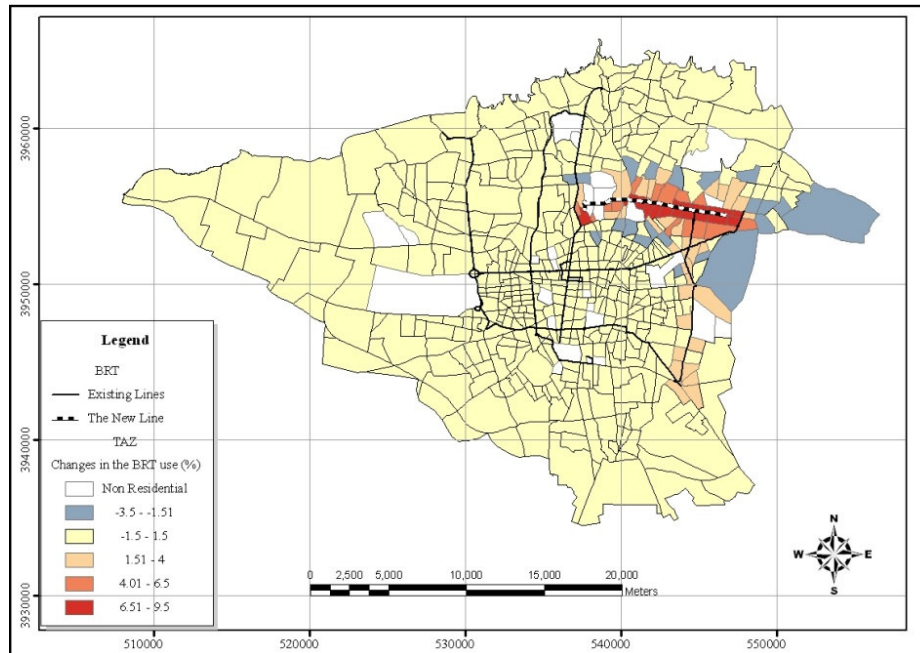 3960000
3950000
3940000
3930000
Legend
BRT
Existing Lines
The New Line
TAZ
Changes in the BRT use (%)
Non Residential
-3.5 - -1.51
-1.5 - 1.5
1.51 - 4
4.01 - 6.5
6.51 - 9.5
0 2,500 5,000 10,000 15,000 20,000
Meters
N
W E
S
510000 520000 530000 540000 550000